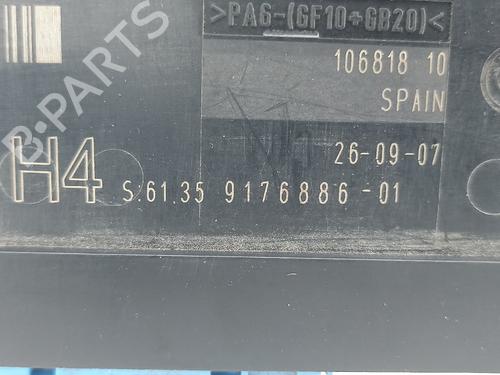 >PA6-(GF10+GB20)<
106818 10
SPAIN
26-09-07
H4 S.61.35 9176886-01
B-PARTS